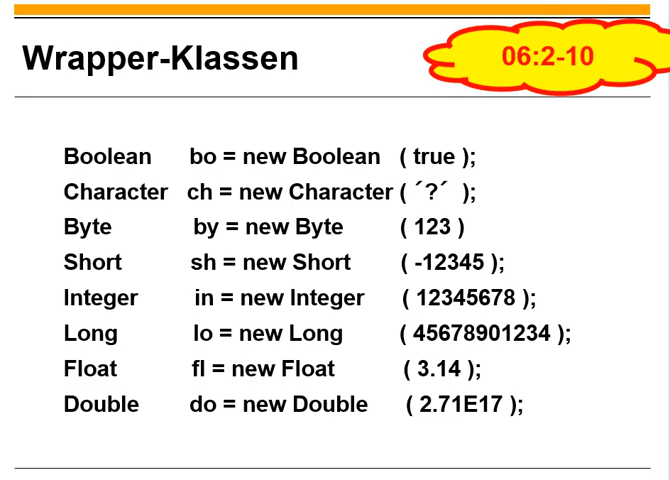 Wrapper-Klassen
06:2-10
Boolean bo = new Boolean ( true );
Character ch = new Character ( ´?´ );
Byte by = new Byte ( 123 )
Short sh = new Short ( -12345 );
Integer in = new Integer ( 12345678 );
Long lo = new Long ( 45678901234 );
Float fl = new Float ( 3.14 );
Double do = new Double ( 2.71E17 );